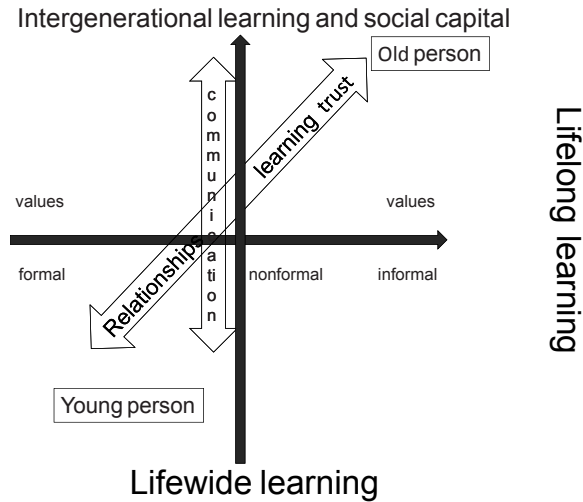 Intergenerational learning and social capital
Old person
communication
learning trust
Relationships
Lifelong learning
values
values
formal
nonformal
informal
Young person
Lifewide learning